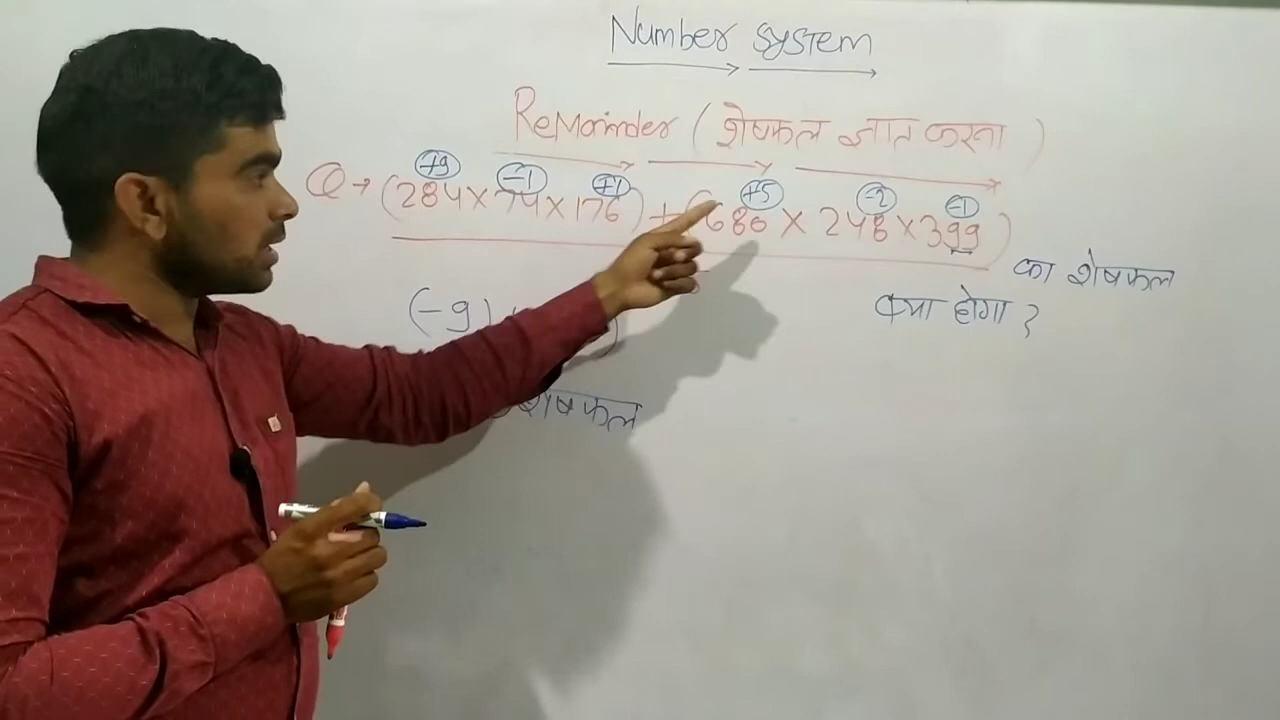 Number system
Remainder (शेषफल ज्ञात करना)
+9 -1 +1 +5 -2 -1
Q → (284 × 74 × 176) + (680 × 248 × 399)
का शेषफल
क्या होगा ?
(-9)
शेषफल